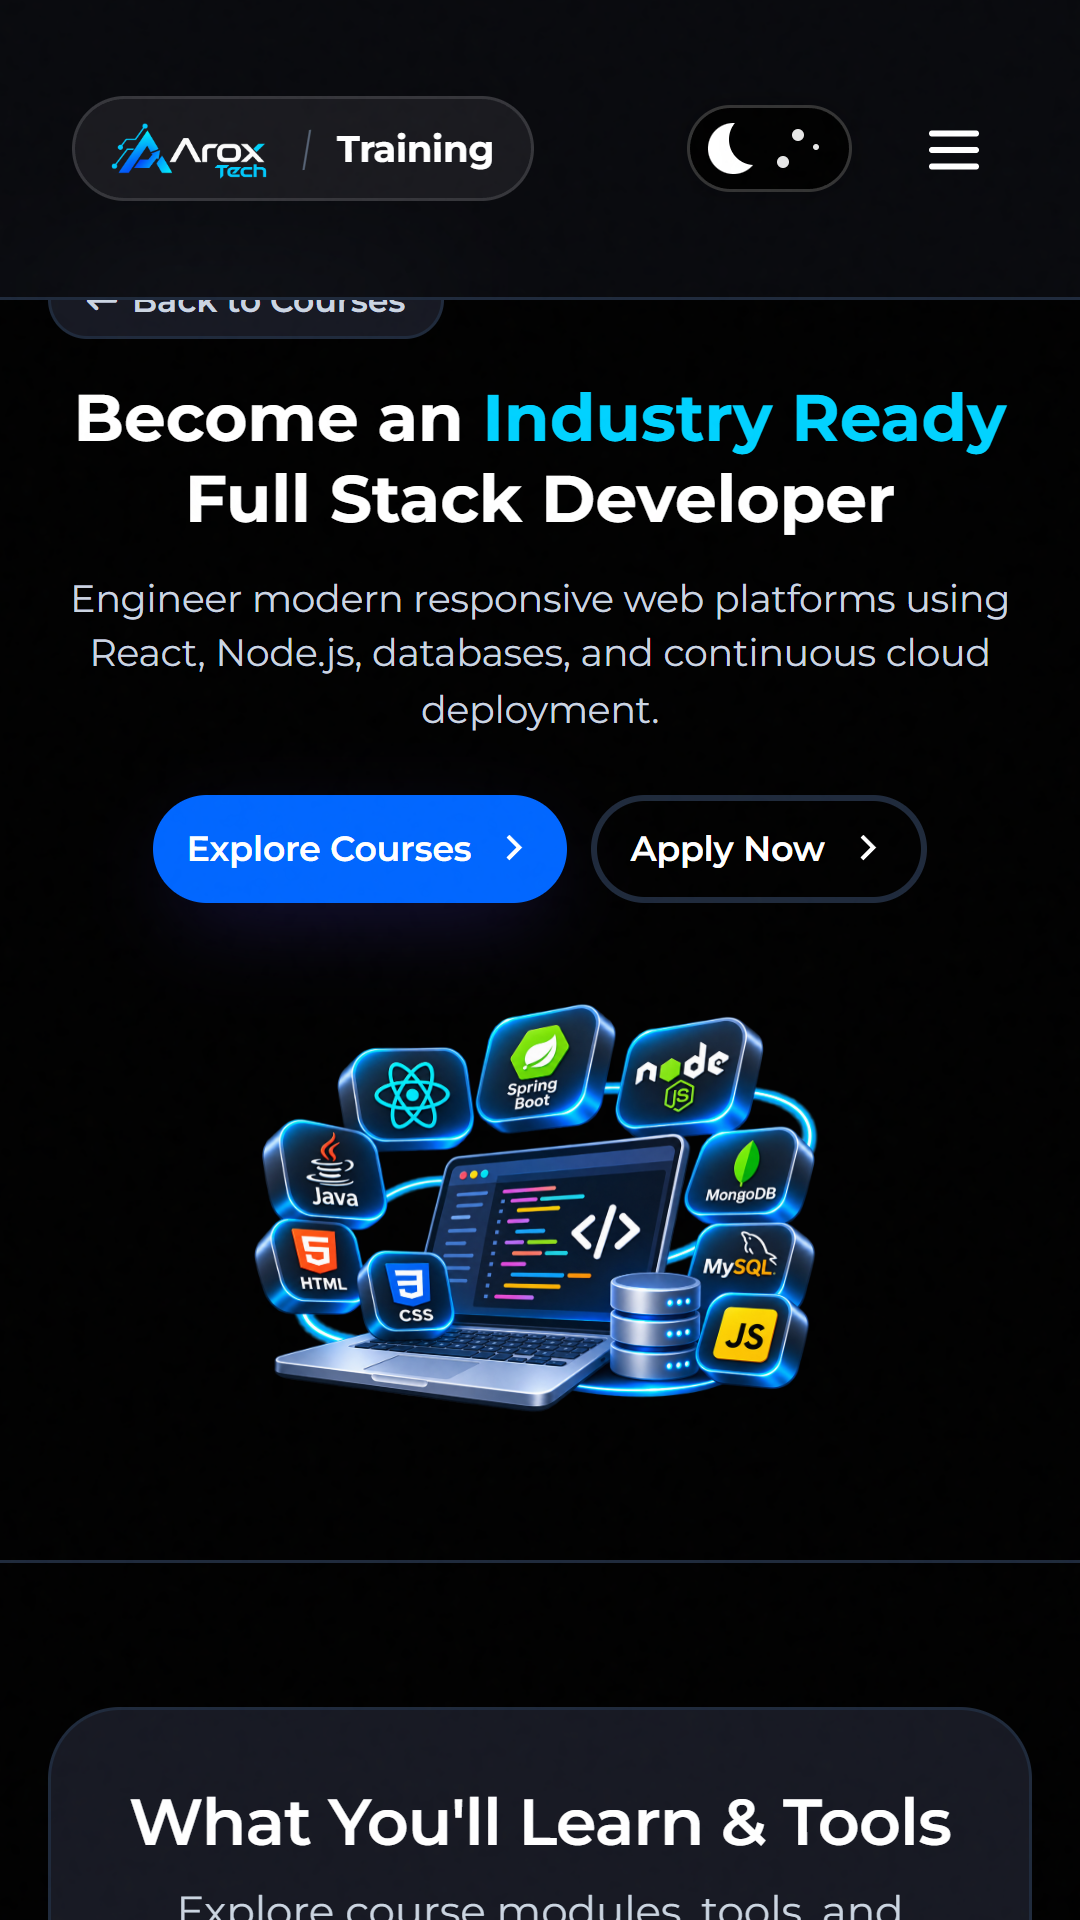 Arox
Tech
/ Training
← Back to Courses
Become an Industry Ready
Full Stack Developer
Engineer modern responsive web platforms using
React, Node.js, databases, and continuous cloud
deployment.
Explore Courses
Apply Now
Spring
Boot
node
JS
Java
MongoDB
</>
5
HTML
MySQL
3
CSS
JS
What You'll Learn & Tools
Explore course modules, tools, and